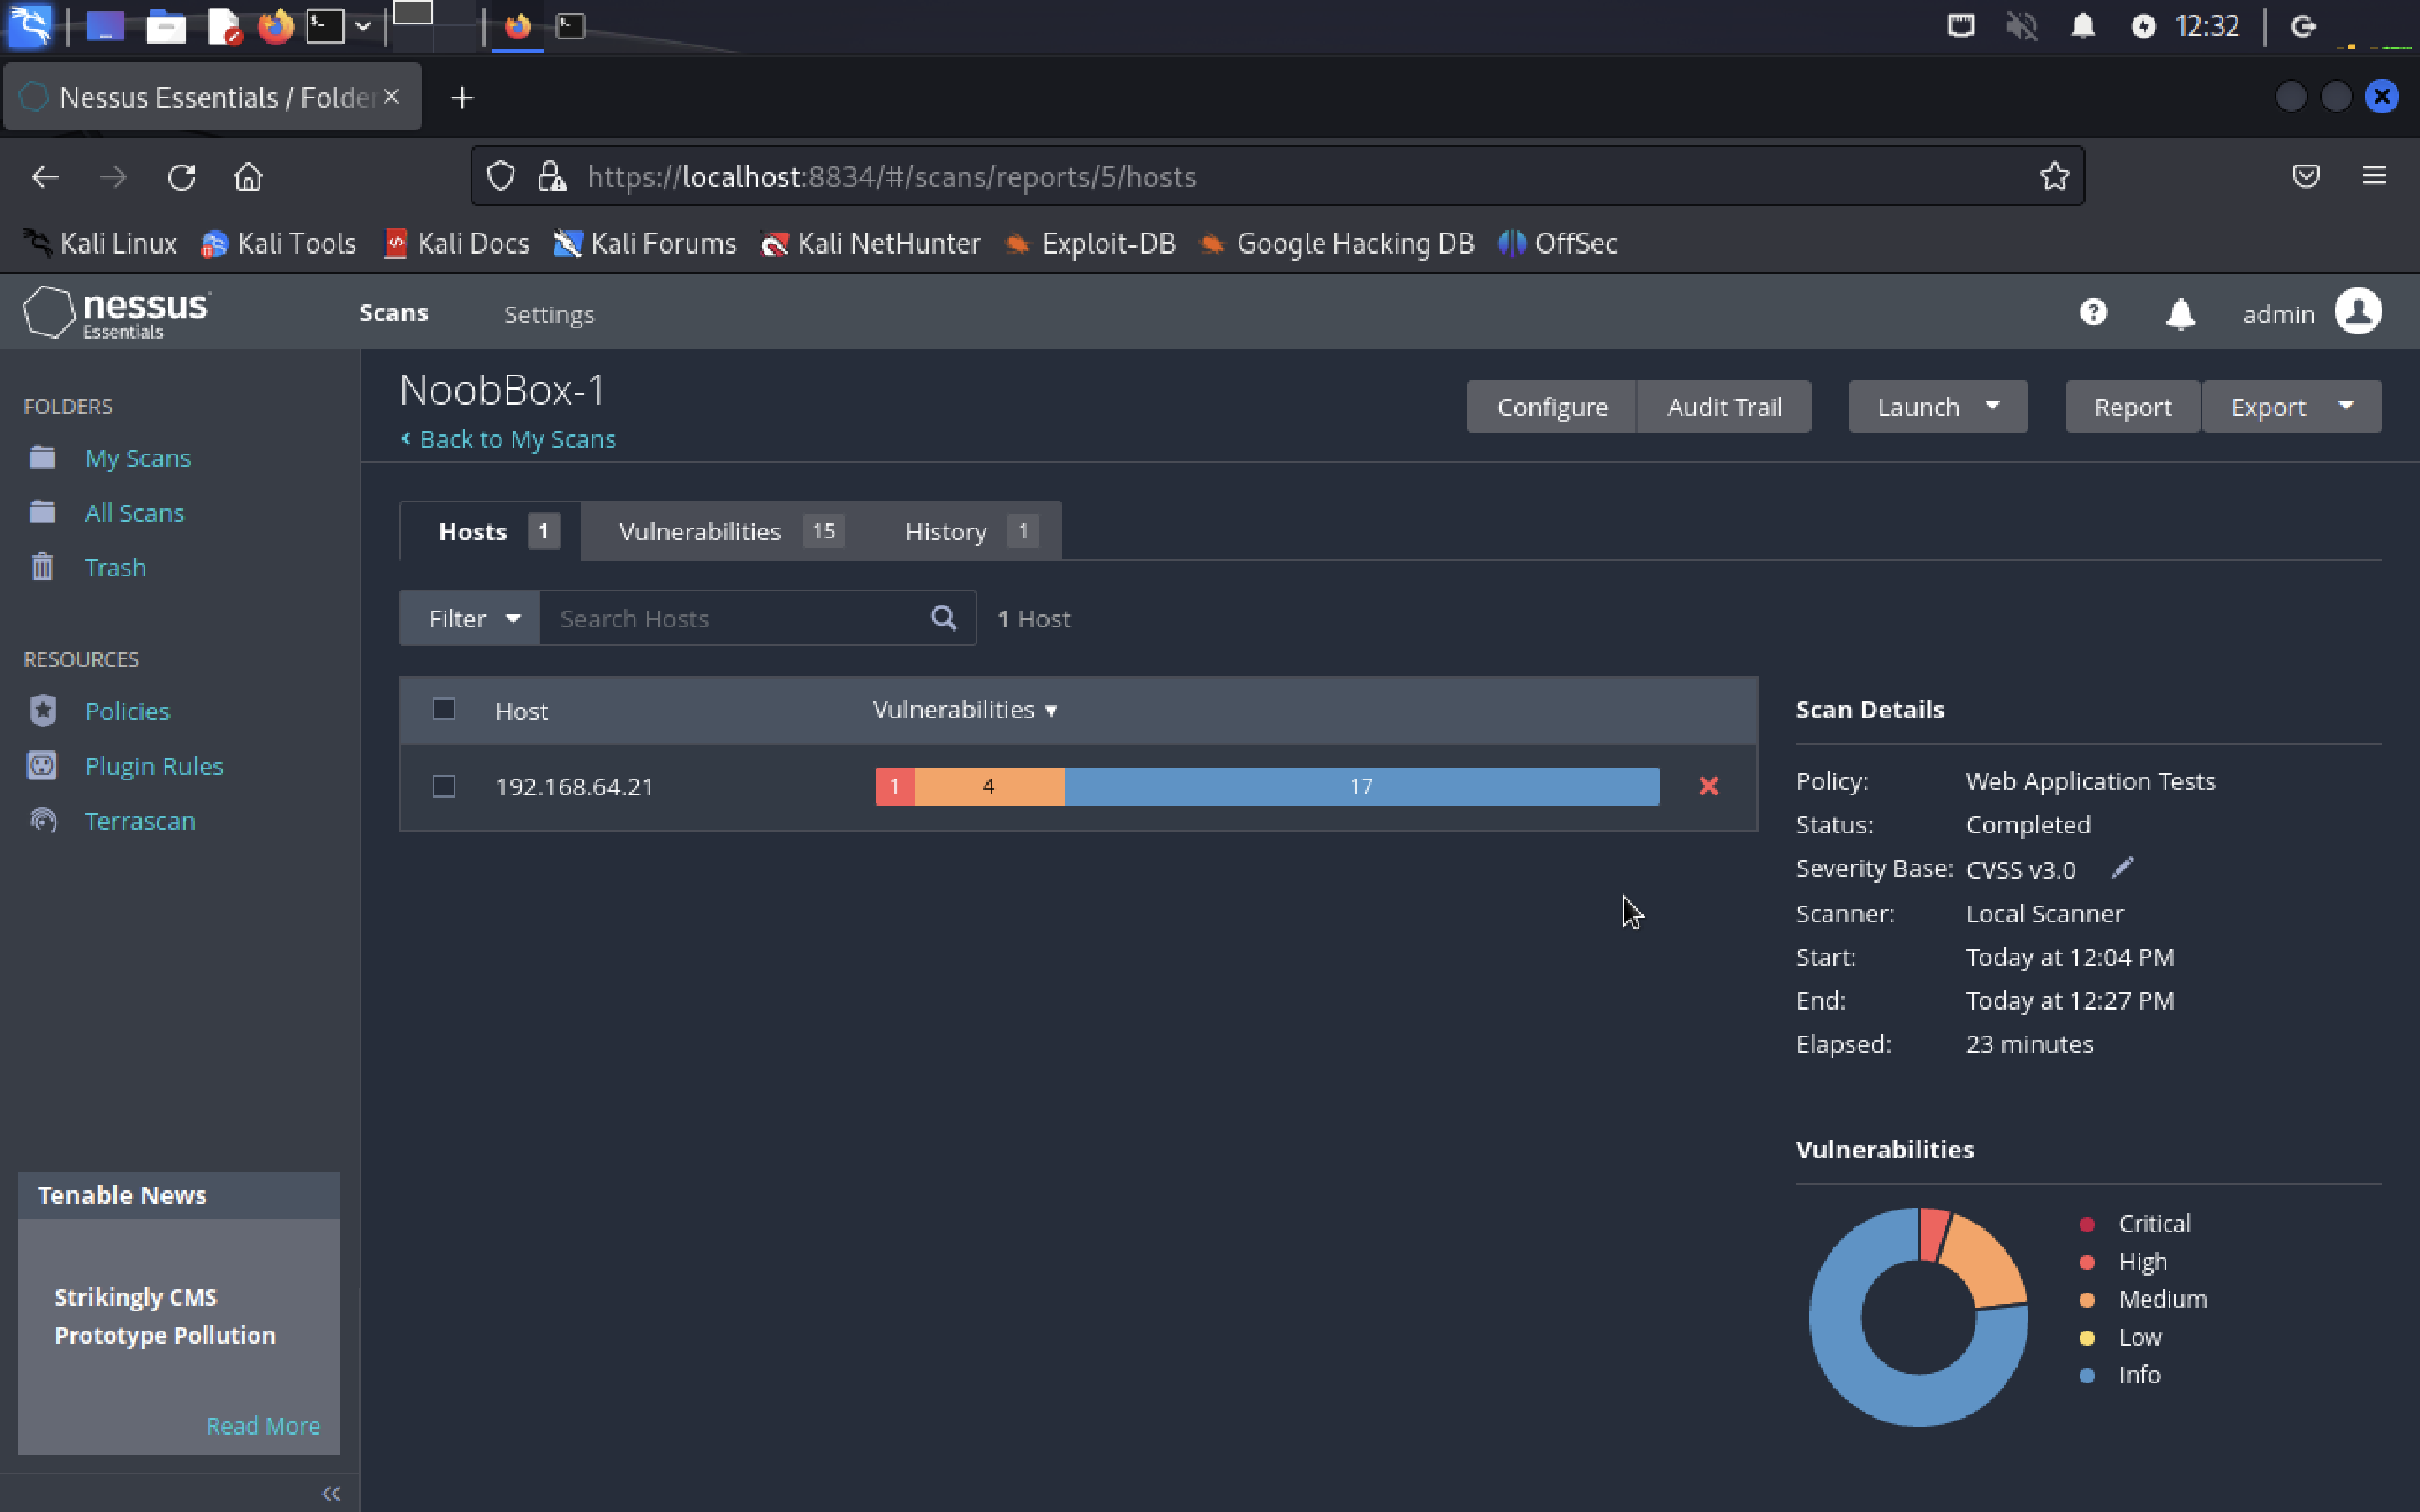 12:32
Nessus Essentials / Folde
https://localhost:8834/#/scans/reports/5/hosts
Kali Linux Kali Tools Kali Docs Kali Forums Kali NetHunter Exploit-DB Google Hacking DB OffSec
nessus
Essentials
Scans Settings admin
FOLDERS
My Scans
All Scans
Trash
RESOURCES
Policies
Plugin Rules
Terrascan
Tenable News
Strikingly CMS
Prototype Pollution
Read More
NoobBox-1
Back to My Scans
Configure Audit Trail Launch Report Export
Hosts 1 Vulnerabilities 15 History 1
Filter Search Hosts 1 Host
Host Vulnerabilities
192.168.64.21 1 4 17
Scan Details
Policy: Web Application Tests
Status: Completed
Severity Base: CVSS v3.0
Scanner: Local Scanner
Start: Today at 12:04 PM
End: Today at 12:27 PM
Elapsed: 23 minutes
Vulnerabilities
Critical
High
Medium
Low
Info